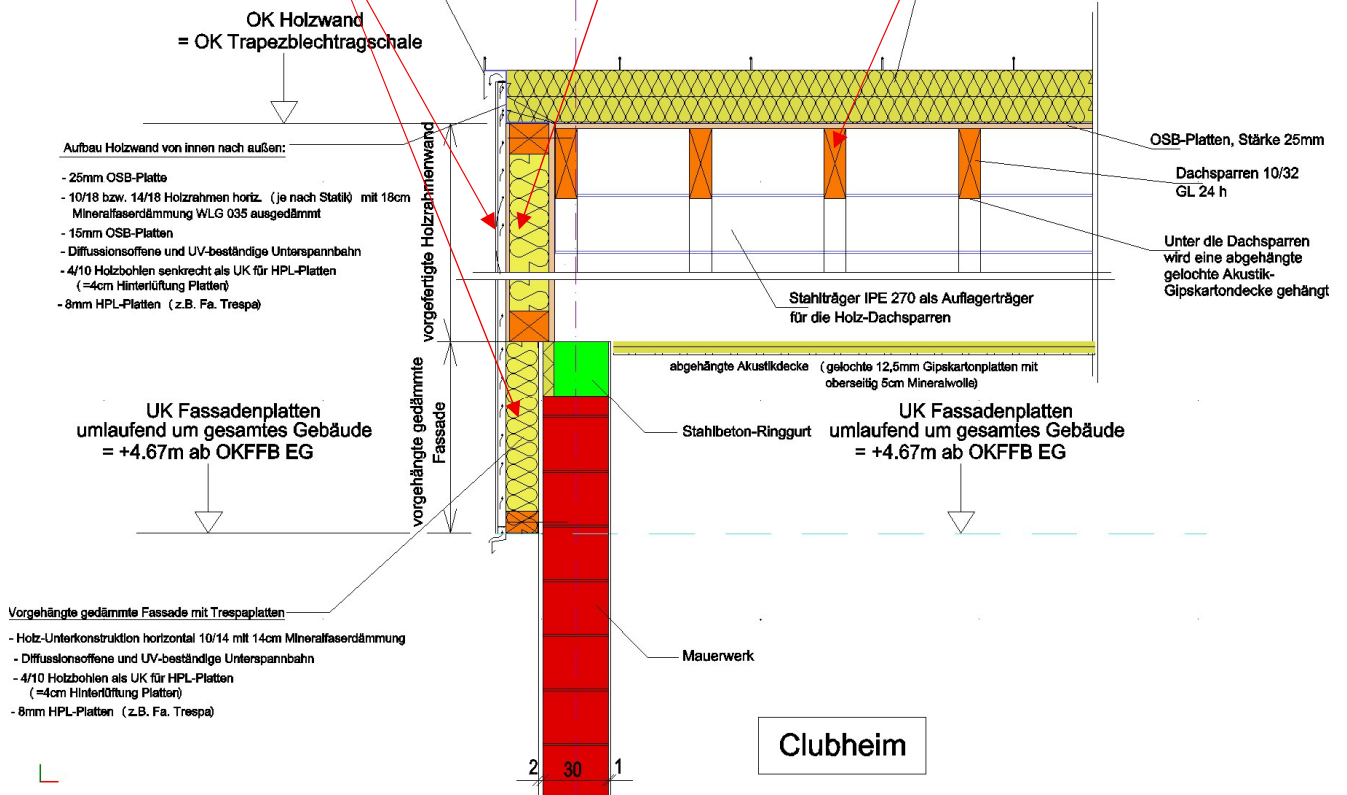 OK Holzwand
= OK Trapezblechtragschale
Aufbau Holzwand von innen nach außen:
- 25mm OSB-Platte
- 10/18 bzw. 14/18 Holzrahmen horiz. (je nach Statik) mit 18cm
Mineralfaserdämmung WLG 035 ausgedämmt
- 15mm OSB-Platten
- Diffussionsoffene und UV-beständige Unterspannbahn
- 4/10 Holzbohlen senkrecht als UK für HPL-Platten
(=4cm Hinterlüftung Platten)
- 8mm HPL-Platten (z.B. Fa. Trespa)
vorgefertigte Holzrahmenwand
OSB-Platten, Stärke 25mm
Dachsparren 10/32
GL 24 h
Unter die Dachsparren
wird eine abgehängte
gelochte Akustik-
Gipskartondecke gehängt
Stahlträger IPE 270 als Auflagerträger
für die Holz-Dachsparren
abgehängte Akustikdecke (gelochte 12,5mm Gipskartonplatten mit
oberseitig 5cm Mineralwolle)
vorgehängte gedämmte
Fassade
UK Fassadenplatten
umlaufend um gesamtes Gebäude
= +4.67m ab OKFFB EG
Stahlbeton-Ringgurt
UK Fassadenplatten
umlaufend um gesamtes Gebäude
= +4.67m ab OKFFB EG
Vorgehängte gedämmte Fassade mit Trespaplatten
- Holz-Unterkonstruktion horizontal 10/14 mit 14cm Mineralfaserdämmung
- Diffussionsoffene und UV-beständige Unterspannbahn
- 4/10 Holzbohlen als UK für HPL-Platten
(=4cm Hinterlüftung Platten)
- 8mm HPL-Platten (z.B. Fa. Trespa)
Mauerwerk
Clubheim
2 30 1